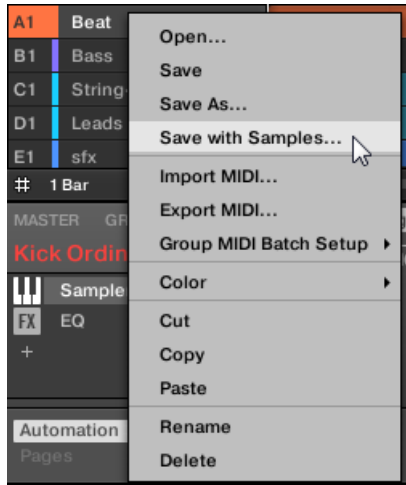 A1 Beat
B1 Bass
C1 String-
D1 Leads
E1 sfx
1 Bar
MASTER GR
Kick Ordin
Sample
FX EQ
+
Automation
Pages
Open...
Save
Save As...
Save with Samples...
Import MIDI...
Export MIDI...
Group MIDI Batch Setup
Color
Cut
Copy
Paste
Rename
Delete